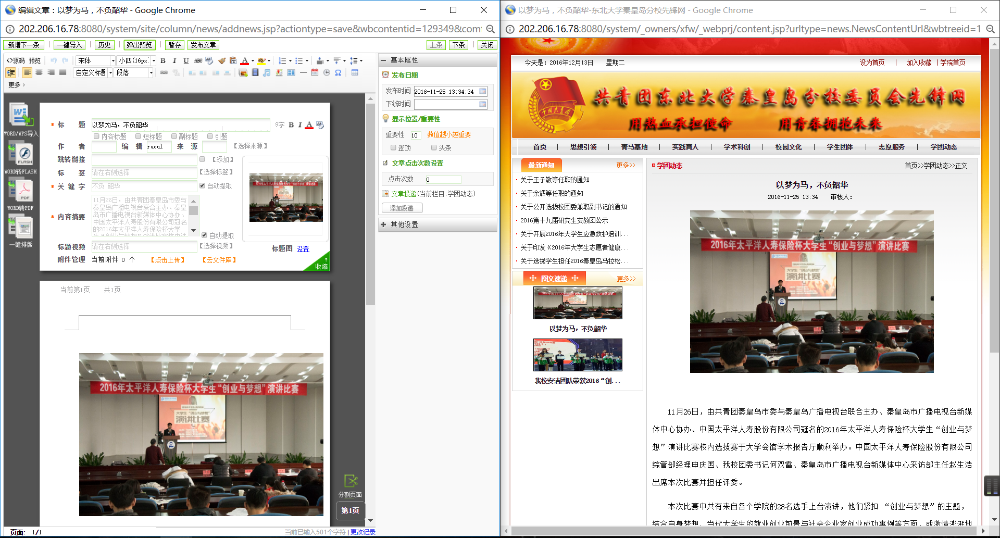 编辑文章：以梦为马，不负韶华 - Google Chrome
202.206.16.78:8080/system/site/column/news/addnews.jsp?actiontype=save&wbcontentid=129349&com
新增下一条 一键导入 历史 弹出预览 暂存 发布文章 上条 下条 关闭
<>源码 预览 宋体 小四(16px) B I U ABC
自定义标题 段落
更多
WORD/WPS导入
WORD转FLASH
WORD转PDF
一键排版
* 标 题 以梦为马，不负韶华 9字 B I A
内容标题 短标题 副标题 引题
作 者 编 辑 raoul 来 源 【选择来源】
跳转链接 【添加】
标 签 请在右侧选择 【选择标签】
* 关 键 字 不负 韶华 自动提取
* 内容摘要
11月26日，由共青团秦皇岛市委与
秦皇岛广播电视台联合主办、秦皇
岛市广播电视台新媒体中心协办、
中国太平洋人寿股份有限公司冠名
的2016年太平洋人寿保险杯大学
自动提取
标题视频 请在右侧选择 【选择视频】
标题图 设置
附件管理 当前附件 0 个 【点击上传】 【云文件库】
收缩
当前第1页 共1页
2016年太平洋人寿保险杯大学生“创业与梦想”演讲比赛
演讲比赛
分割页面
第1页
页面: 1/1 当前已输入501个字符 | 更改记录
基本属性
发布日期
发布时间 2016-11-25 13:34:34
下线时间
显示位置/重要性
重要性 10 数值越小越重要
置顶 头条
文章点击次数设置
点击次数 0
文章投递(当前栏目:学团动态)
添加投递
其他设置
以梦为马，不负韶华-东北大学秦皇岛分校先锋网 - Google Chrome
202.206.16.78:8080/system/_owners/xfw/_webprj/content.jsp?urltype=news.NewsContentUrl&wbtreeid=1
今天是: 2016年12月13日 星期二 设为首页 | 加入收藏 | 学院首页
共青团东北大学秦皇岛分校委员会先锋网
用热血承担使命 用青春拥抱未来
首页 | 思想引领 | 青马基地 | 实践育人 | 学术科创 | 校园文化 | 学生团体 | 志愿服务 | 学团动态
最新通知 更多>>
关于王子敬等任职的通知
关于余辉等任职的通知
关于公开选拔校团委兼职副书记的通知
2016第十九届研究生支教团公示
关于开展2016年大学生应急救护培训...
关于印发《2016年大学生志愿者健康...
关于选拔学生担任2016秦皇岛马拉松...
图文速递 更多>>
以梦为马，不负韶华
我校安洁团队荣获2016“创...
学团动态 首页>>学团动态>>正文
以梦为马，不负韶华
2016-11-25 13:34 审核人:
2016年太平洋人寿保险杯大学生“创业与梦想”演讲比赛
演讲比赛
11月26日，由共青团秦皇岛市委与秦皇岛广播电视台联合主办、秦皇岛市广播电视台新媒
体中心协办、中国太平洋人寿股份有限公司冠名的2016年太平洋人寿保险杯大学生“创业与梦
想”演讲比赛校内选拔赛于大学会馆学术报告厅顺利举办。中国太平洋人寿保险股份有限公司
综管部经理申庆国、我校团委书记何双雷、秦皇岛市广播电视台新媒体中心采访部主任赵生浩
出席本次比赛并担任评委。
本次比赛中共有来自各个学院的28名选手上台演讲，他们紧扣 “创业与梦想”的主题，
结合自身梦想、当代大学生的就业创业前景与社会企业家创业成功事例等方面，或激情澎湃地